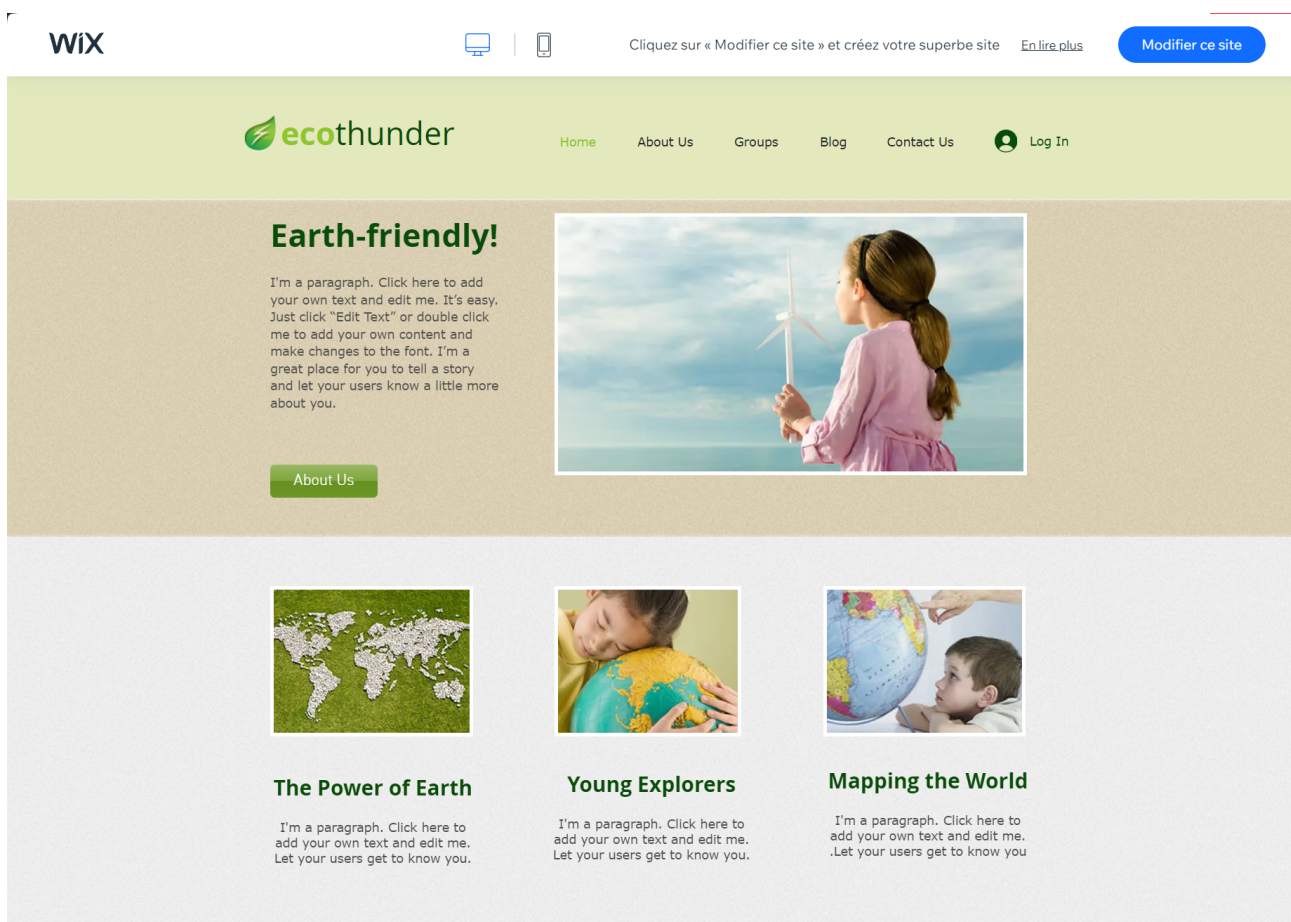 WiX
Cliquez sur « Modifier ce site » et créez votre superbe site
En lire plus
Modifier ce site
ecothunder
Home
About Us
Groups
Blog
Contact Us
Log In
Earth-friendly!
I'm a paragraph. Click here to add
your own text and edit me. It’s easy.
Just click “Edit Text” or double click
me to add your own content and
make changes to the font. I’m a
great place for you to tell a story
and let your users know a little more
about you.
About Us
The Power of Earth
I'm a paragraph. Click here to
add your own text and edit me.
Let your users get to know you.
Young Explorers
I'm a paragraph. Click here to
add your own text and edit me.
Let your users get to know you.
Mapping the World
I'm a paragraph. Click here to
add your own text and edit me.
.Let your users get to know you